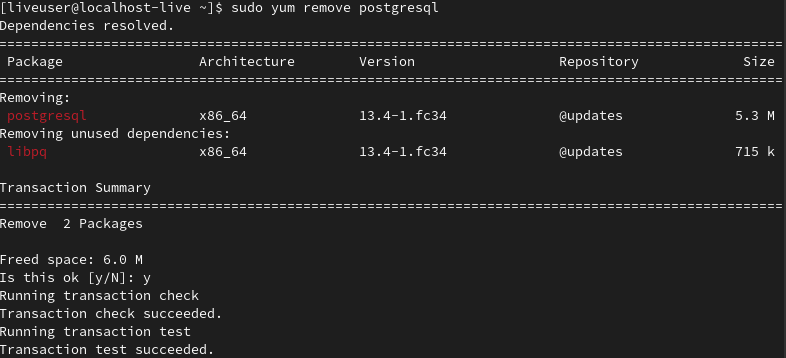 [liveuser@localhost-live ~]$ sudo yum remove postgresql
Dependencies resolved.
================================================================================================
Package Architecture Version Repository Size
================================================================================================
Removing:
postgresql x86_64 13.4-1.fc34 @updates 5.3 M
Removing unused dependencies:
libpq x86_64 13.4-1.fc34 @updates 715 k
Transaction Summary
================================================================================================
Remove  2 Packages
Freed space: 6.0 M
Is this ok [y/N]: y
Running transaction check
Transaction check succeeded.
Running transaction test
Transaction test succeeded.